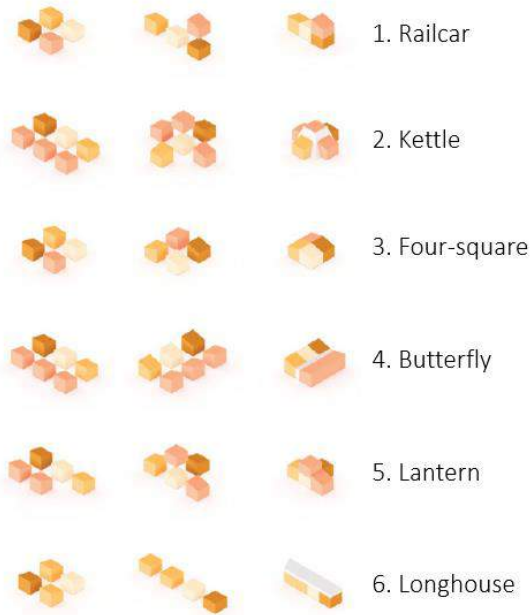 1. Railcar
2. Kettle
3. Four-square
4. Butterfly
5. Lantern
6. Longhouse